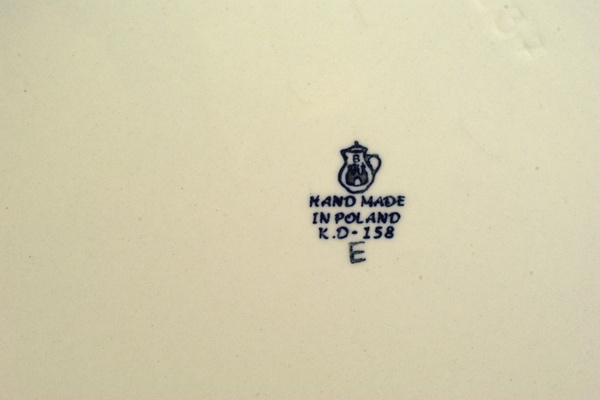 B
HAND MADE
IN POLAND
K.D-158
E